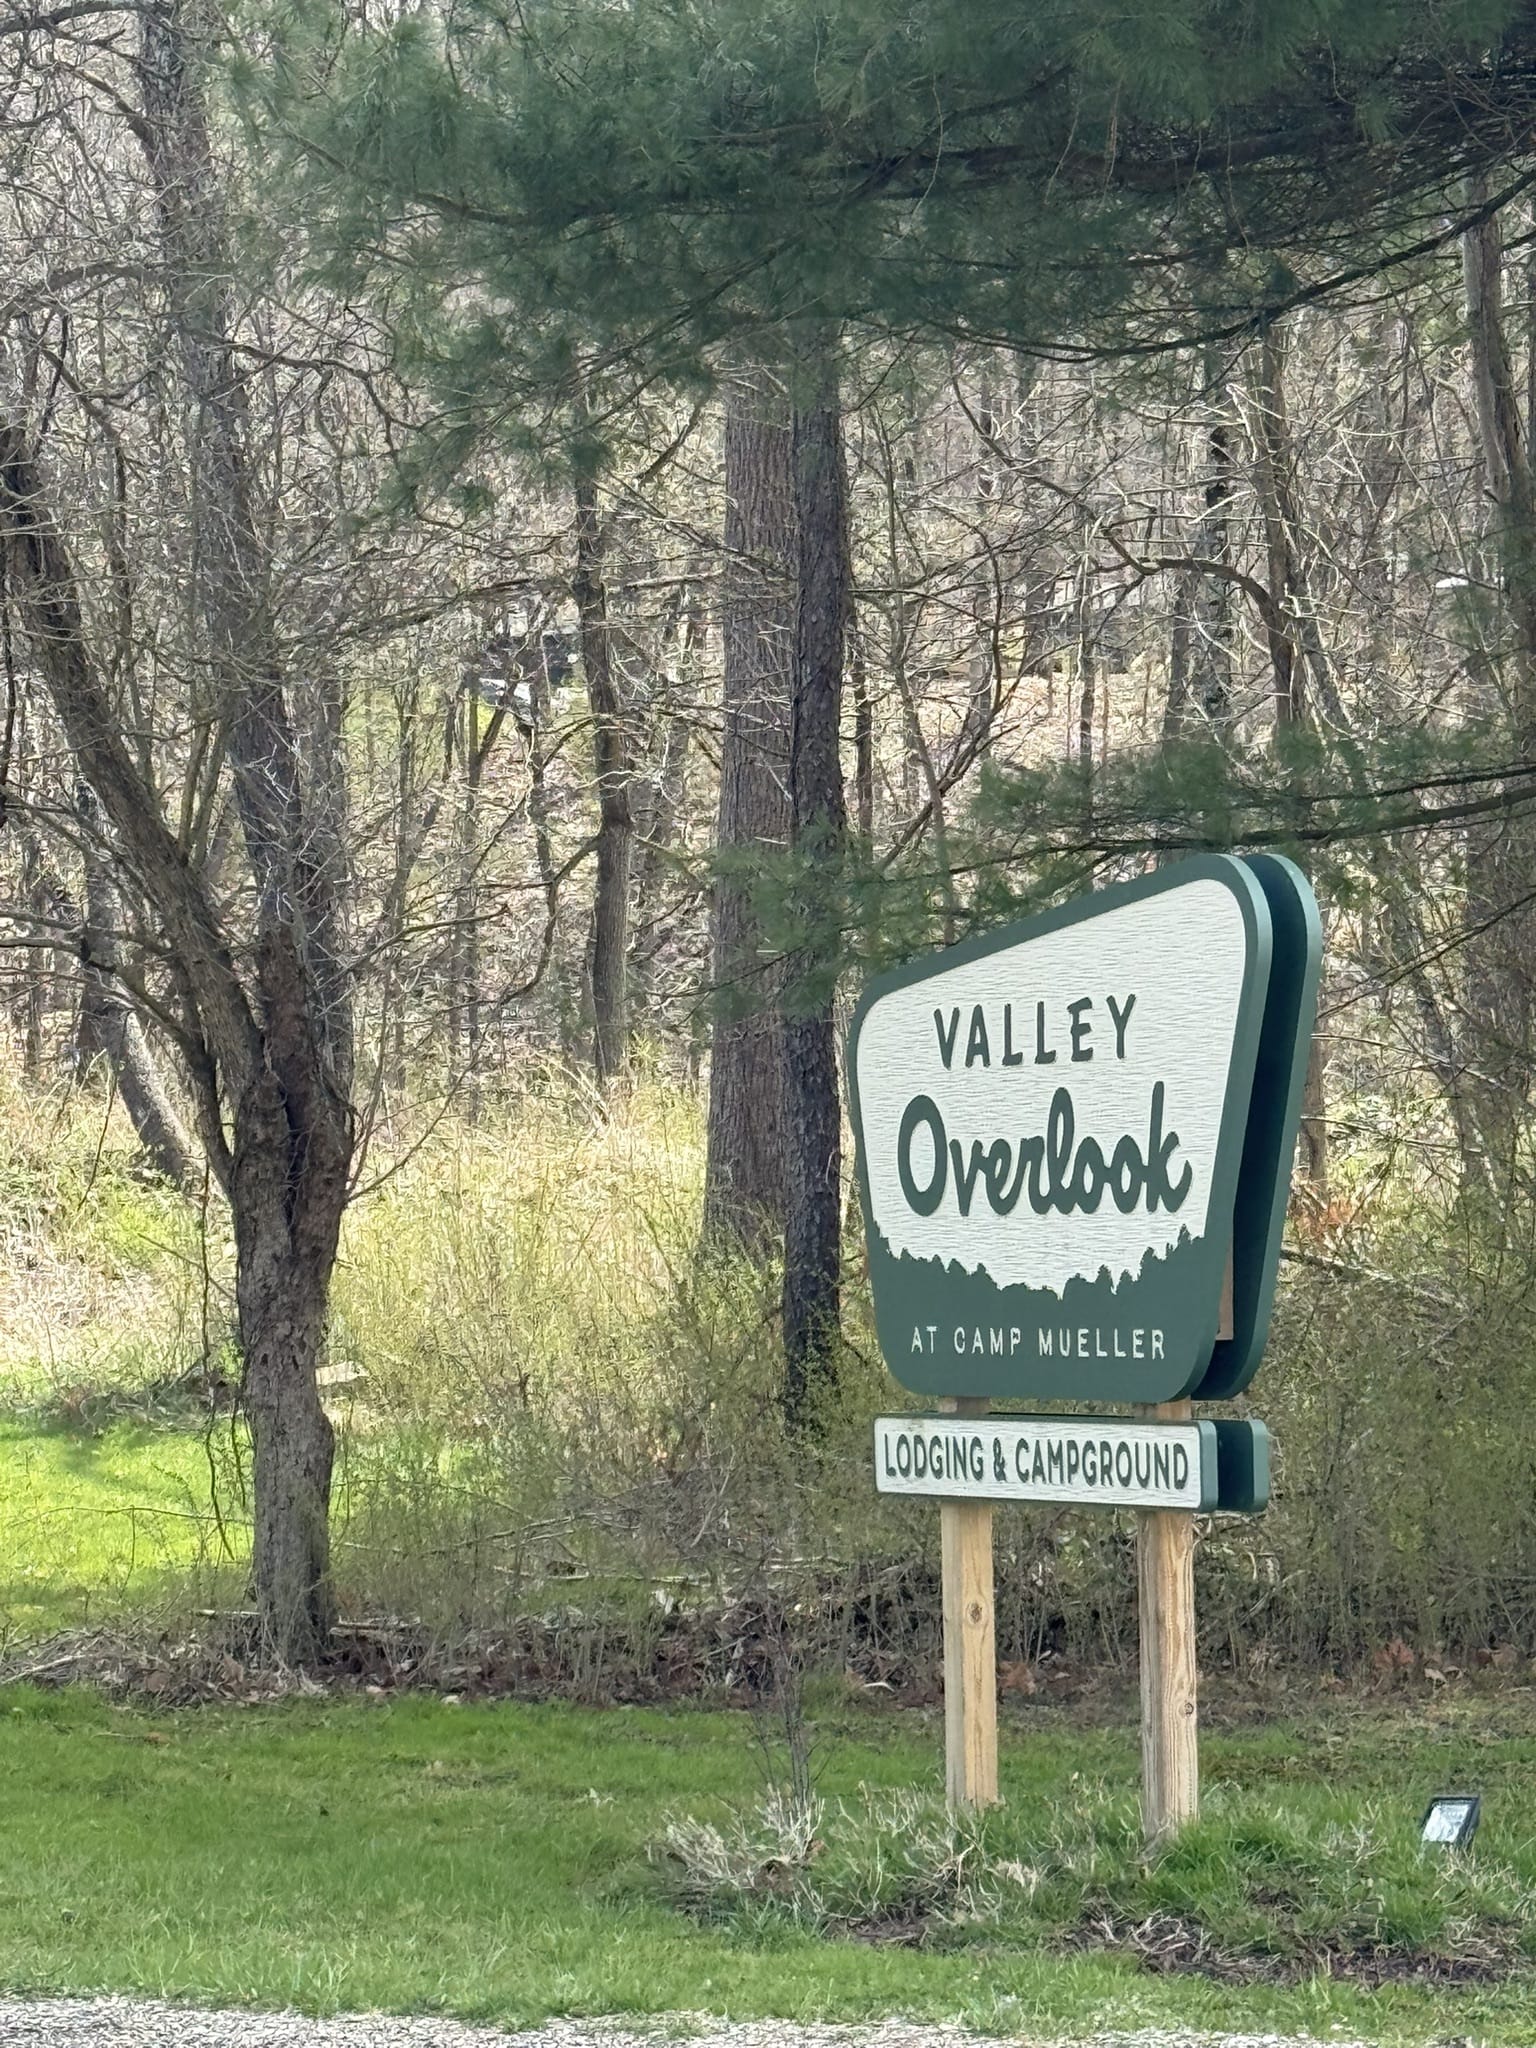 VALLEY
Overlook
AT CAMP MUELLER
LODGING & CAMPGROUND